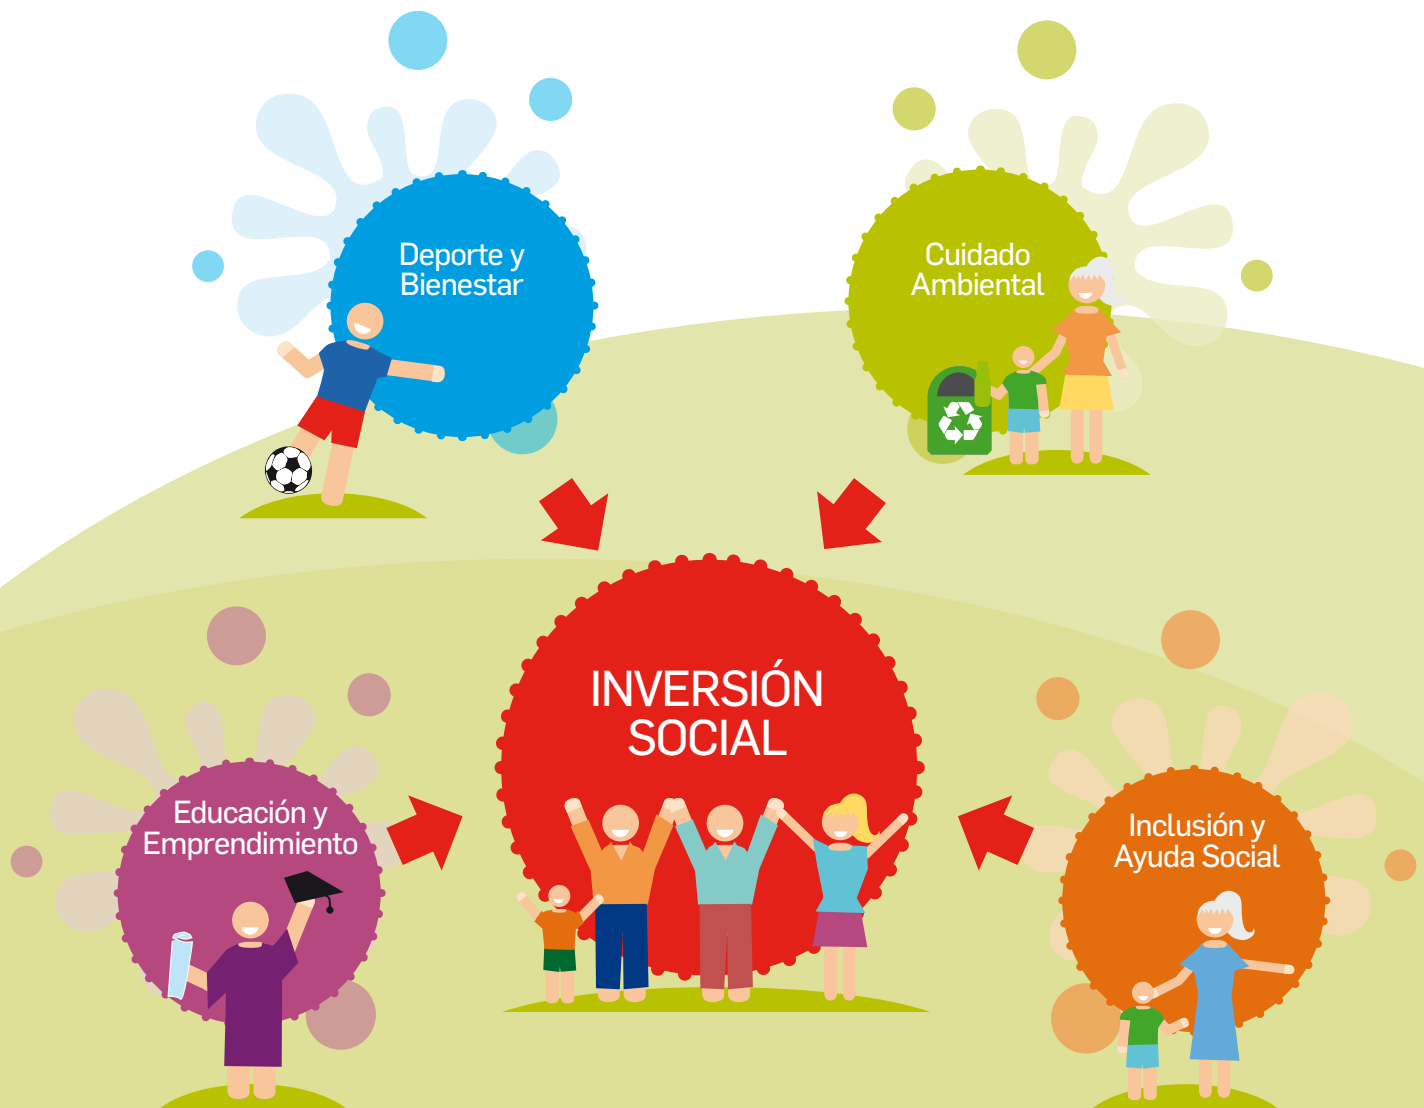 Deporte y
Bienestar
Cuidado
Ambiental
INVERSIÓN
SOCIAL
Educación y
Emprendimiento
Inclusión y
Ayuda Social